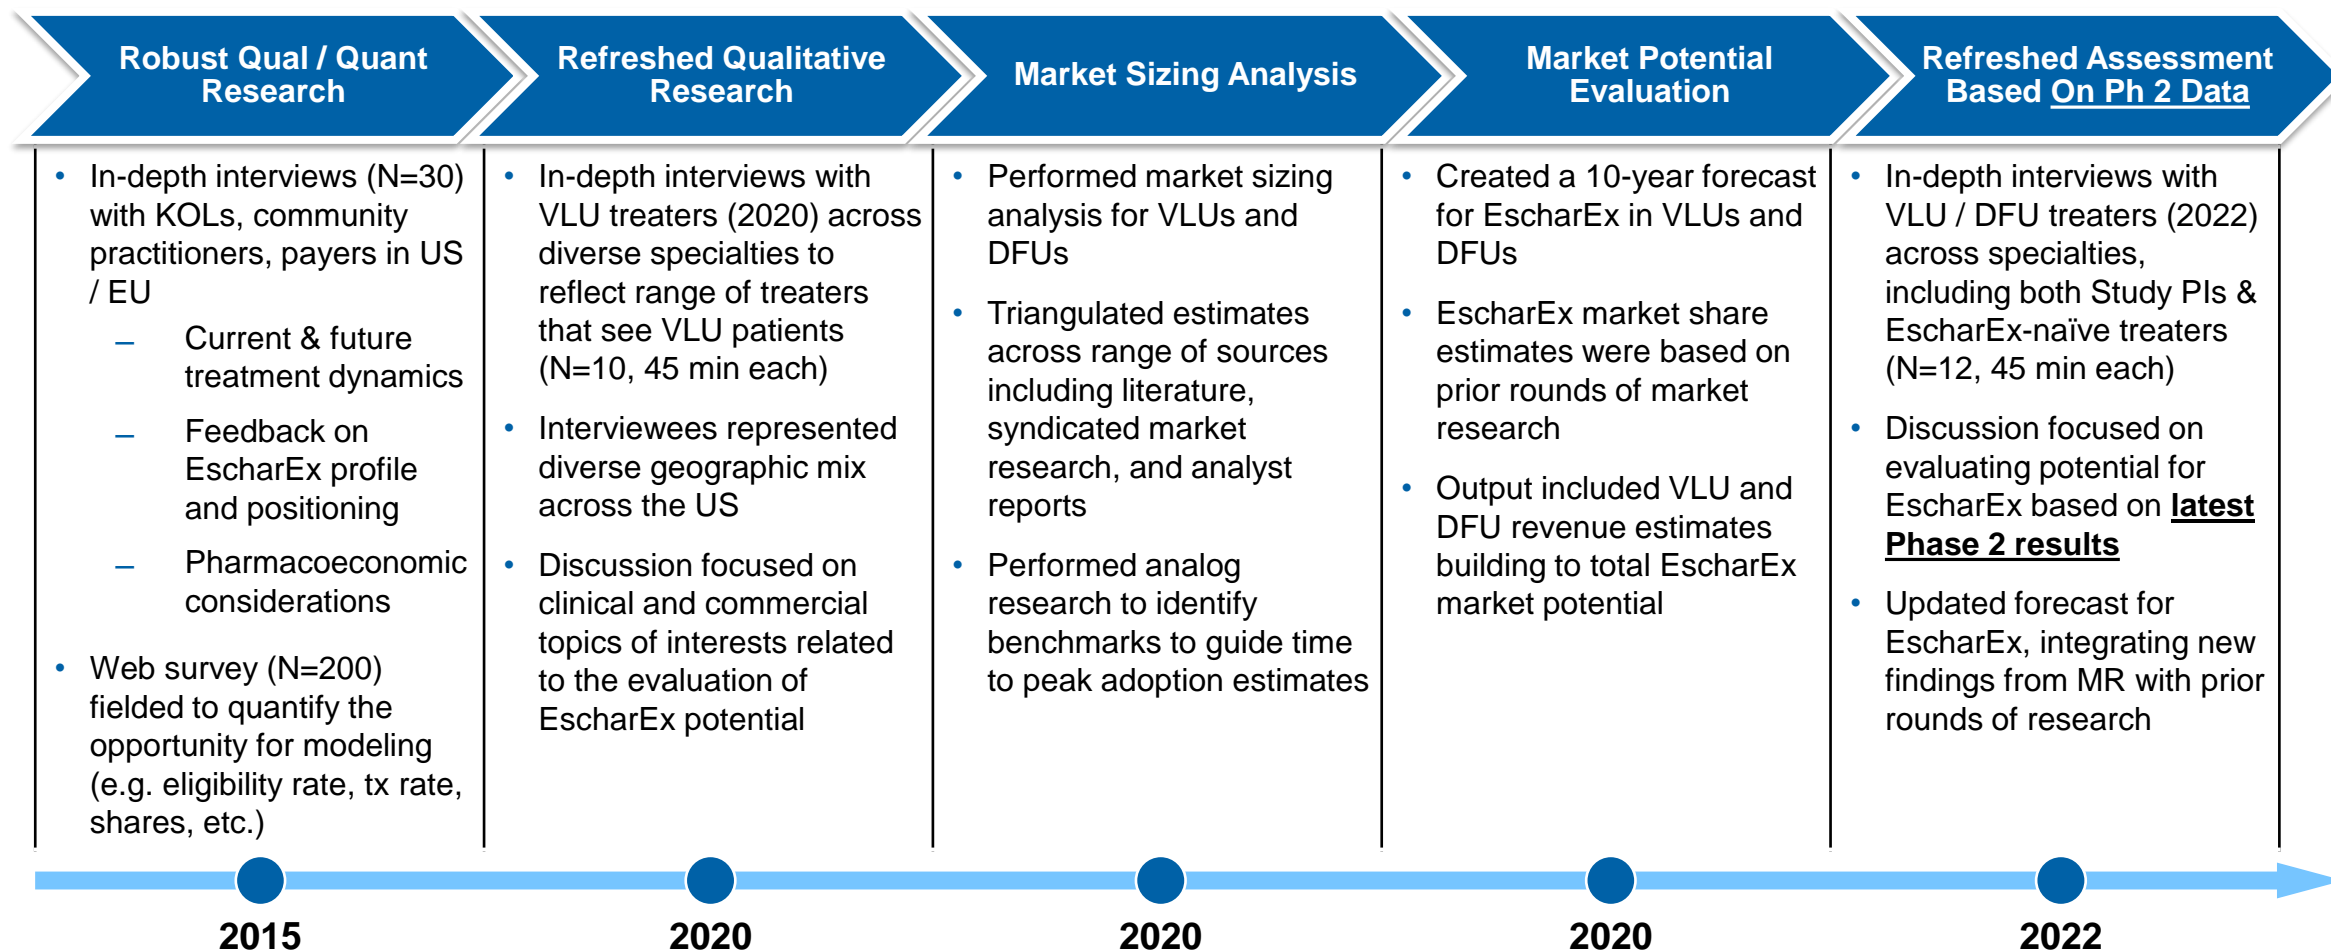 Robust Qual / Quant
Research
Refreshed Qualitative
Research
Market Sizing Analysis
Market Potential
Evaluation
Refreshed Assessment
Based On Ph 2 Data
• In-depth interviews (N=30)
with KOLs, community
practitioners, payers in US
/ EU
– Current & future
treatment dynamics
– Feedback on
EscharEx profile
and positioning
– Pharmacoeconomic
considerations
• Web survey (N=200)
fielded to quantify the
opportunity for modeling
(e.g. eligibility rate, tx rate,
shares, etc.)
• In-depth interviews with
VLU treaters (2020) across
diverse specialties to
reflect range of treaters
that see VLU patients
(N=10, 45 min each)
• Interviewees represented
diverse geographic mix
across the US
• Discussion focused on
clinical and commercial
topics of interests related
to the evaluation of
EscharEx potential
• Performed market sizing
analysis for VLUs and
DFUs
• Triangulated estimates
across range of sources
including literature,
syndicated market
research, and analyst
reports
• Performed analog
research to identify
benchmarks to guide time
to peak adoption estimates
• Created a 10-year forecast
for EscharEx in VLUs and
DFUs
• EscharEx market share
estimates were based on
prior rounds of market
research
• Output included VLU and
DFU revenue estimates
building to total EscharEx
market potential
• In-depth interviews with
VLU / DFU treaters (2022)
across specialties,
including both Study PIs &
EscharEx-naïve treaters
(N=12, 45 min each)
• Discussion focused on
evaluating potential for
EscharEx based on latest
Phase 2 results
• Updated forecast for
EscharEx, integrating new
findings from MR with prior
rounds of research
2015
2020
2020
2020
2022